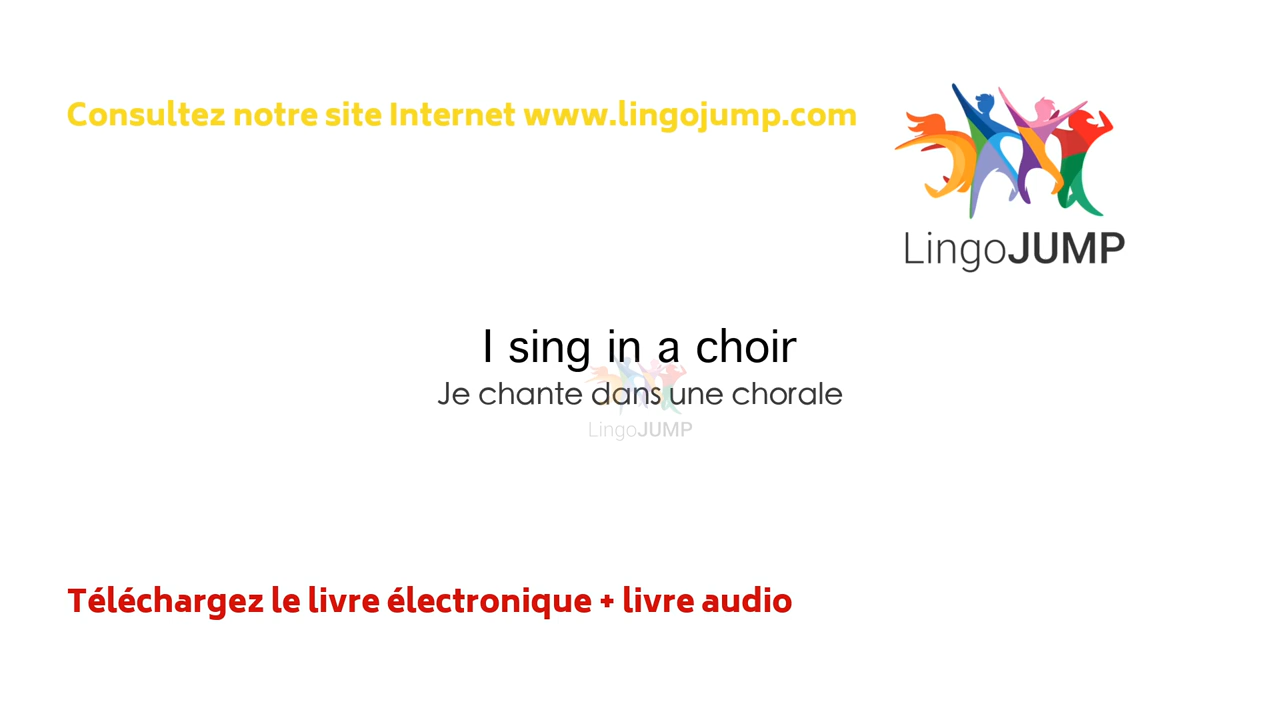 Consultez notre site Internet www.lingojump.com
LingoJUMP
I sing in a choir
Je chante dans une chorale
LingoJUMP
Téléchargez le livre électronique + livre audio